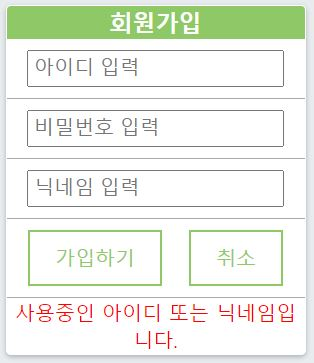 회원가입
아이디 입력
비밀번호 입력
닉네임 입력
가입하기 취소
사용중인 아이디 또는 닉네임입
니다.